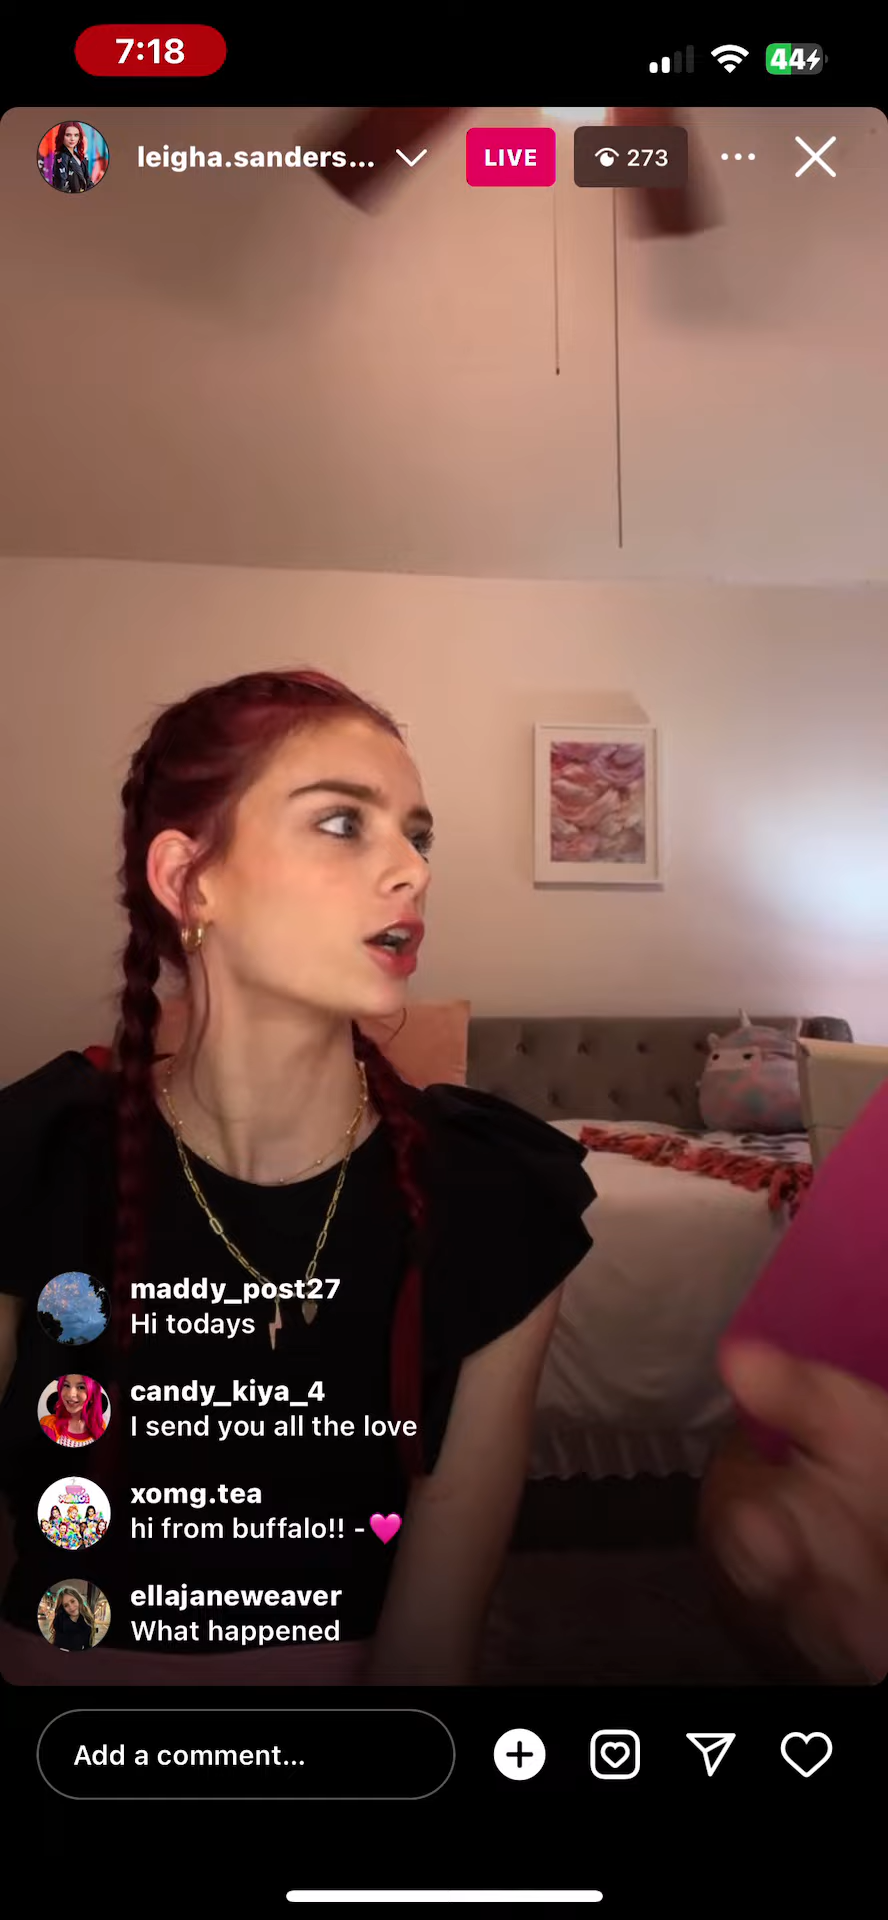 7:18
44
leigha.sanders...
LIVE
273
maddy_post27
Hi todays
candy_kiya_4
I send you all the love
xomg.tea
hi from buffalo!! -🩷
ellajaneweaver
What happened
Add a comment...